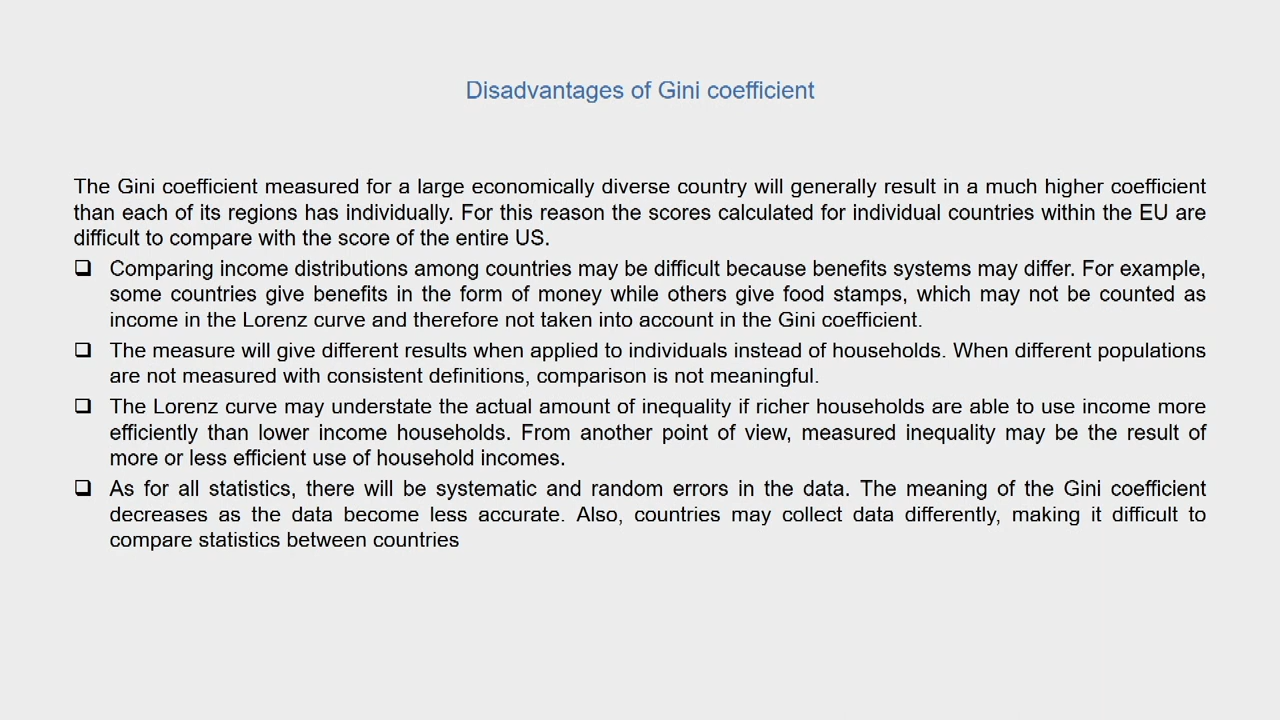 Disadvantages of Gini coefficient
The Gini coefficient measured for a large economically diverse country will generally result in a much higher coefficient
than each of its regions has individually. For this reason the scores calculated for individual countries within the EU are
difficult to compare with the score of the entire US.
❑ Comparing income distributions among countries may be difficult because benefits systems may differ. For example,
some countries give benefits in the form of money while others give food stamps, which may not be counted as
income in the Lorenz curve and therefore not taken into account in the Gini coefficient.
❑ The measure will give different results when applied to individuals instead of households. When different populations
are not measured with consistent definitions, comparison is not meaningful.
❑ The Lorenz curve may understate the actual amount of inequality if richer households are able to use income more
efficiently than lower income households. From another point of view, measured inequality may be the result of
more or less efficient use of household incomes.
❑ As for all statistics, there will be systematic and random errors in the data. The meaning of the Gini coefficient
decreases as the data become less accurate. Also, countries may collect data differently, making it difficult to
compare statistics between countries